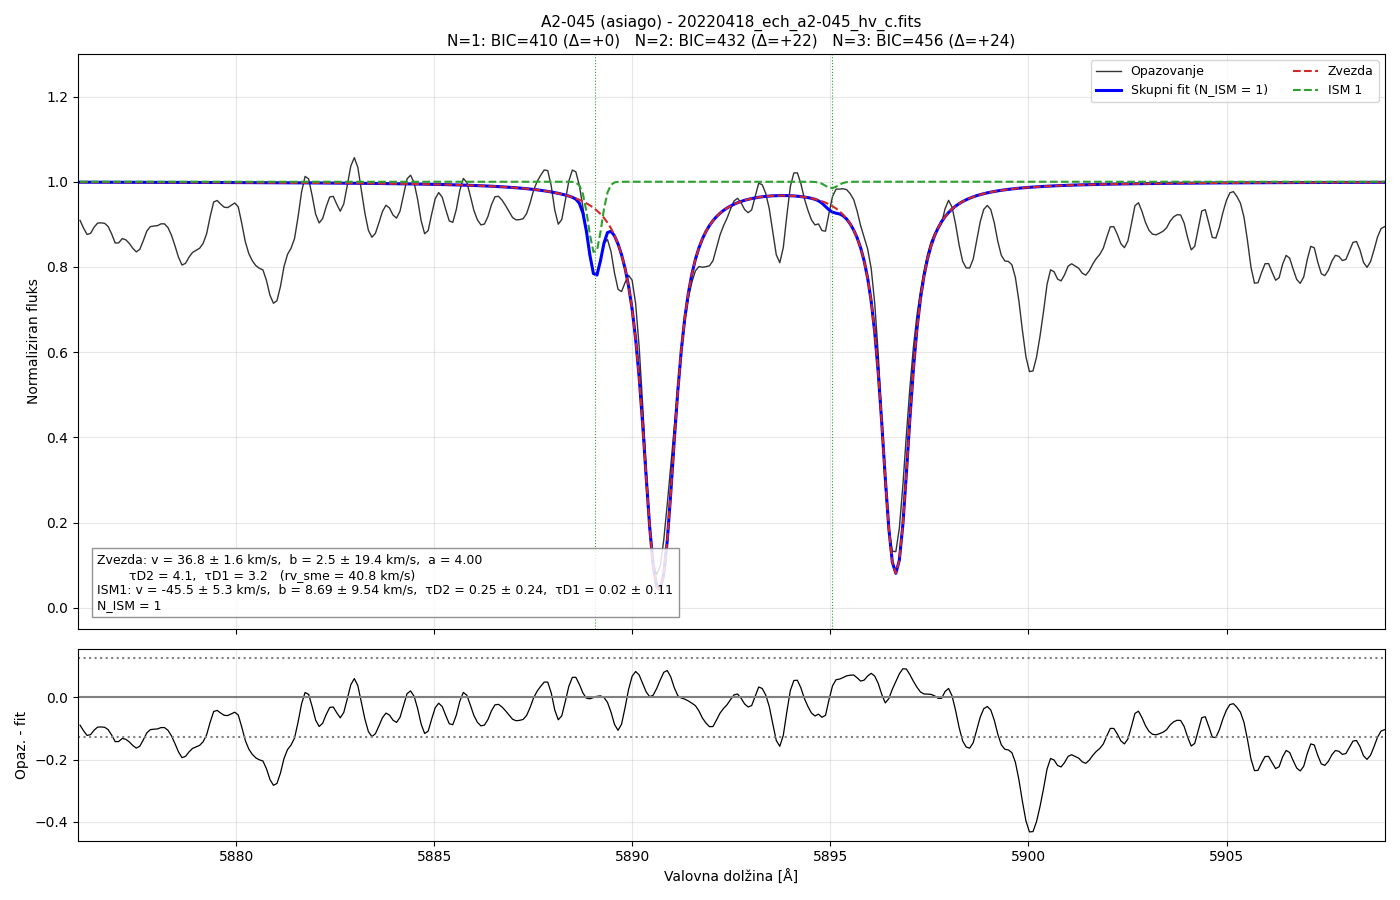 A2-045 (asiago) - 20220418_ech_a2-045_hv_c.fits
N=1: BIC=410 (Δ=+0)   N=2: BIC=432 (Δ=+22)   N=3: BIC=456 (Δ=+24)
Opazovanje
Skupni fit (N_ISM = 1)
Zvezda
ISM 1
Normaliziran fluks
1.2
1.0
0.8
0.6
0.4
0.2
0.0
Zvezda: v = 36.8 ± 1.6 km/s,  b = 2.5 ± 19.4 km/s,  a = 4.00
τD2 = 4.1,  τD1 = 3.2   (rv_sme = 40.8 km/s)
ISM1: v = -45.5 ± 5.3 km/s,  b = 8.69 ± 9.54 km/s,  τD2 = 0.25 ± 0.24,  τD1 = 0.02 ± 0.11
N_ISM = 1
Opaz. - fit
0.0
−0.2
−0.4
5880
5885
5890
5895
5900
5905
Valovna dolžina [Å]